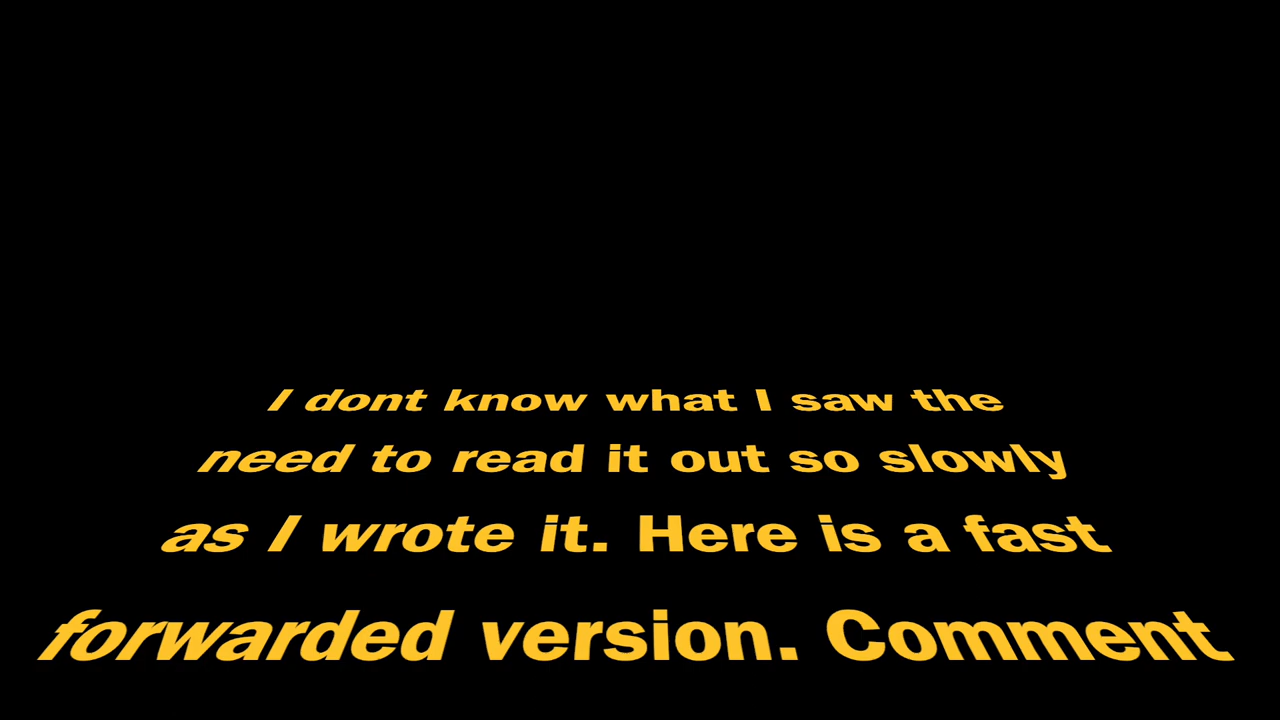 I dont know what I saw the
need to read it out so slowly
as I wrote it. Here is a fast
forwarded version. Comment